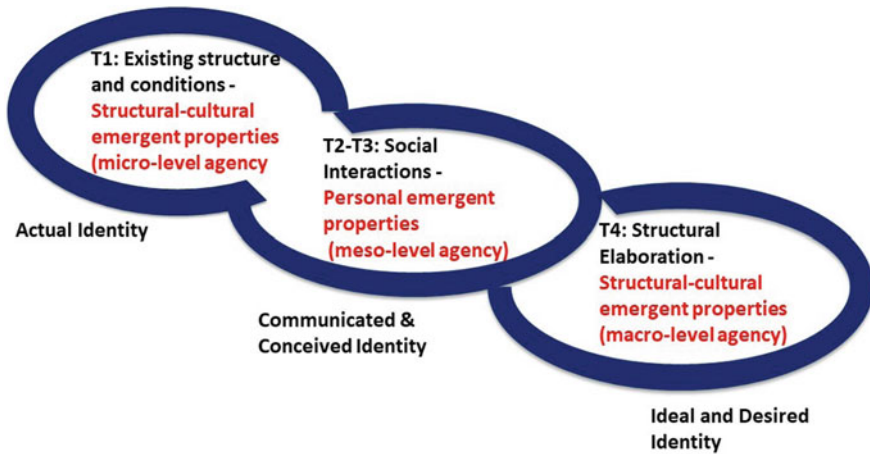 T1: Existing structure
and conditions -
Structural-cultural
emergent properties
(micro-level agency
Actual Identity
T2-T3: Social
Interactions -
Personal emergent
properties
(meso-level agency)
Communicated &
Conceived Identity
T4: Structural
Elaboration -
Structural-cultural
emergent properties
(macro-level agency)
Ideal and Desired
Identity